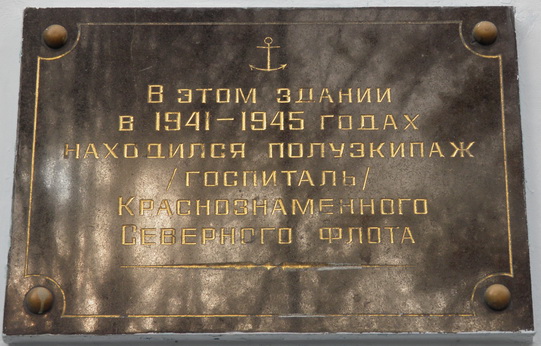 В этом здании
в 1941-1945 годах
находился полуэкипаж
/госпиталь/
Краснознаменного
Северного флота